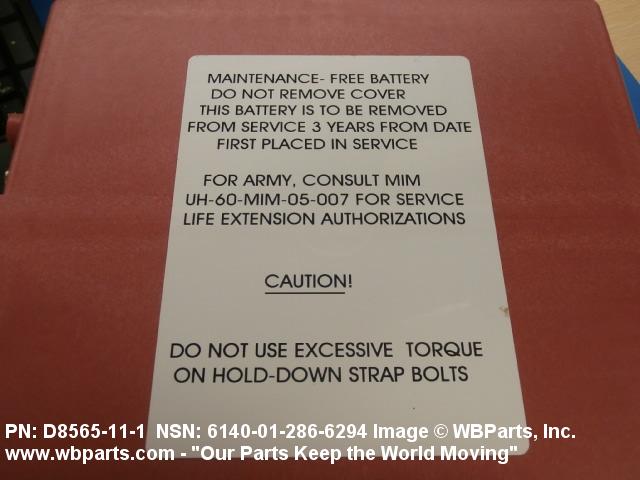 MAINTENANCE- FREE BATTERY
DO NOT REMOVE COVER
THIS BATTERY IS TO BE REMOVED
FROM SERVICE 3 YEARS FROM DATE
FIRST PLACED IN SERVICE
FOR ARMY, CONSULT MIM
UH-60-MIM-05-007 FOR SERVICE
LIFE EXTENSION AUTHORIZATIONS
CAUTION!
DO NOT USE EXCESSIVE TORQUE
ON HOLD-DOWN STRAP BOLTS
PN: D8565-11-1 NSN: 6140-01-286-6294 Image © WBParts, Inc.
www.wbparts.com - "Our Parts Keep the World Moving"